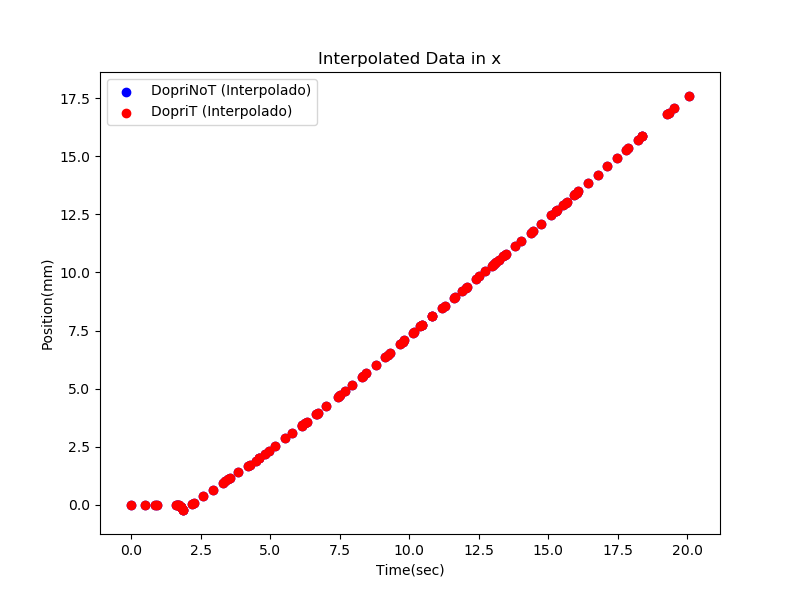 Interpolated Data in x
DopriNoT (Interpolado)
DopriT (Interpolado)
17.5
15.0
12.5
10.0
7.5
5.0
2.5
0.0
Position(mm)
0.0 2.5 5.0 7.5 10.0 12.5 15.0 17.5 20.0
Time(sec)